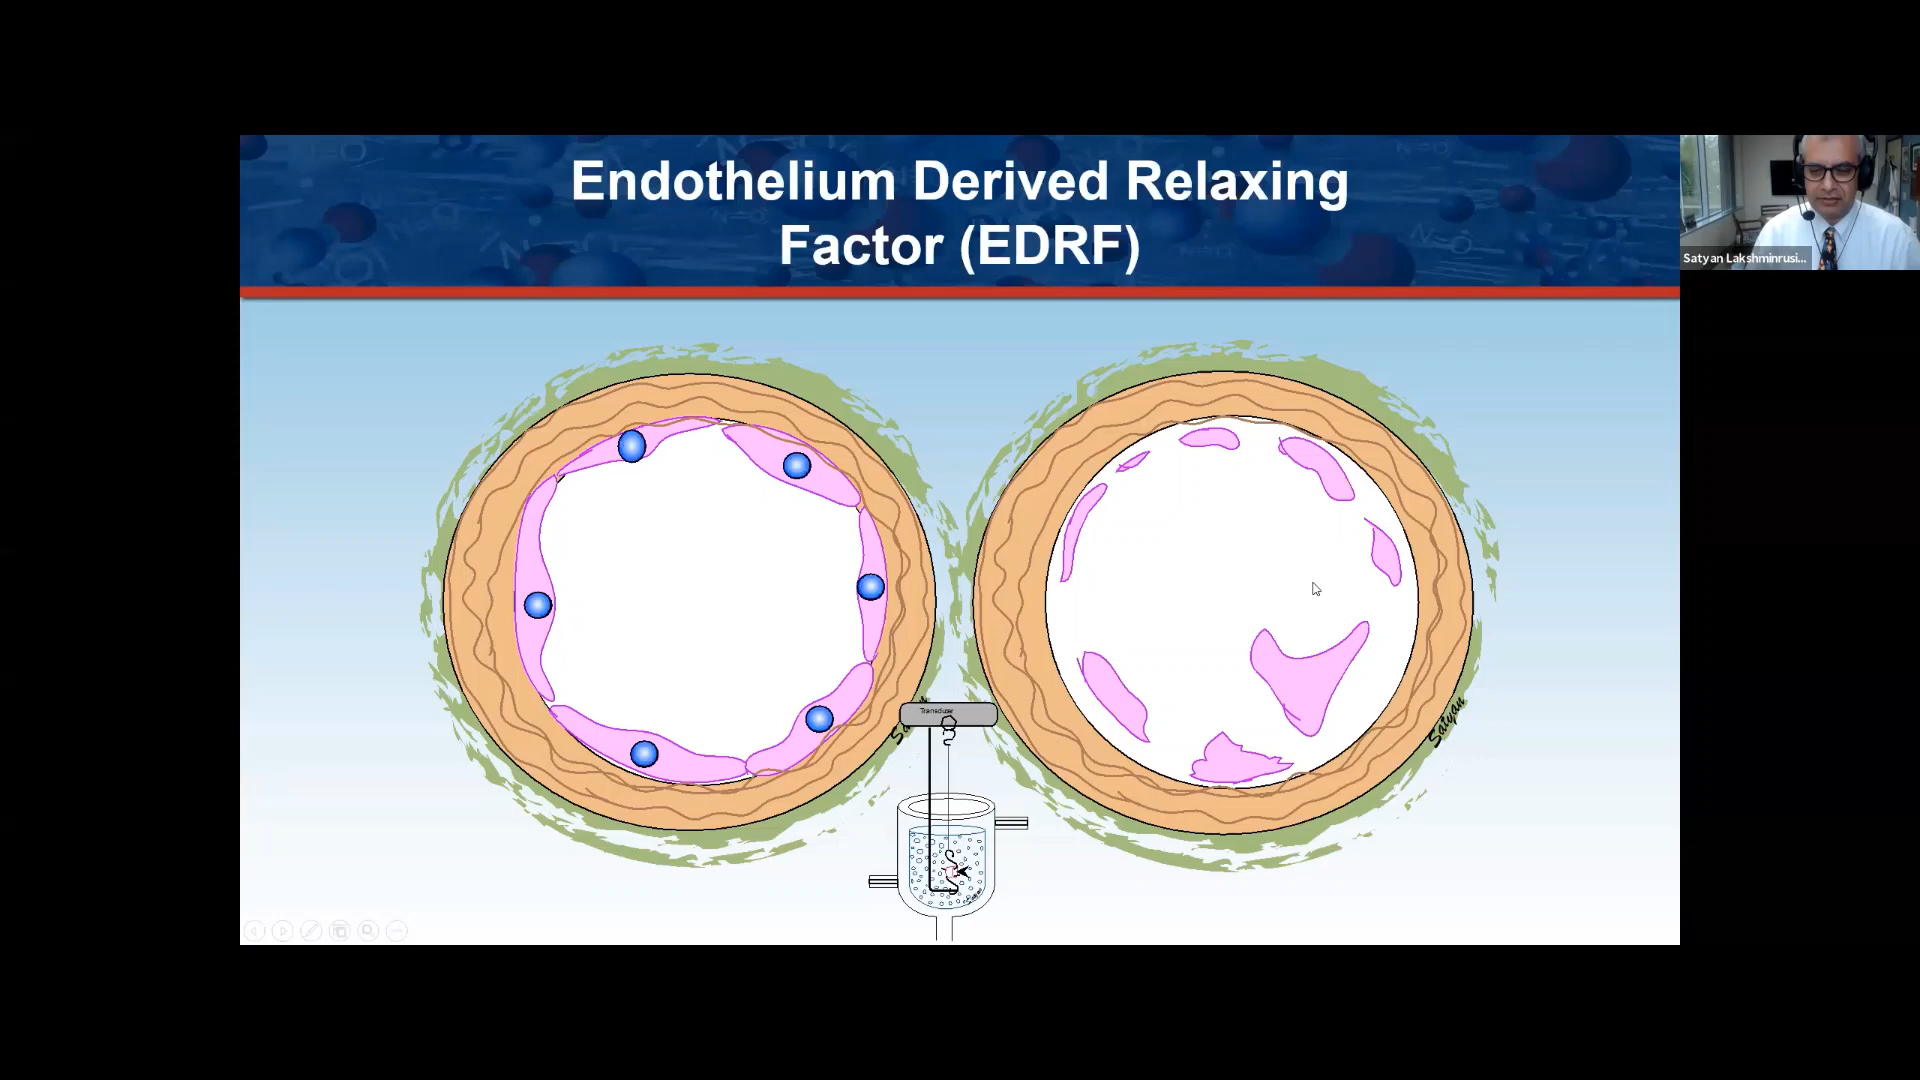 Endothelium Derived Relaxing
Factor (EDRF)
Satyan Lakshminrusi...
Transducer
Satyan
N=O
N=O